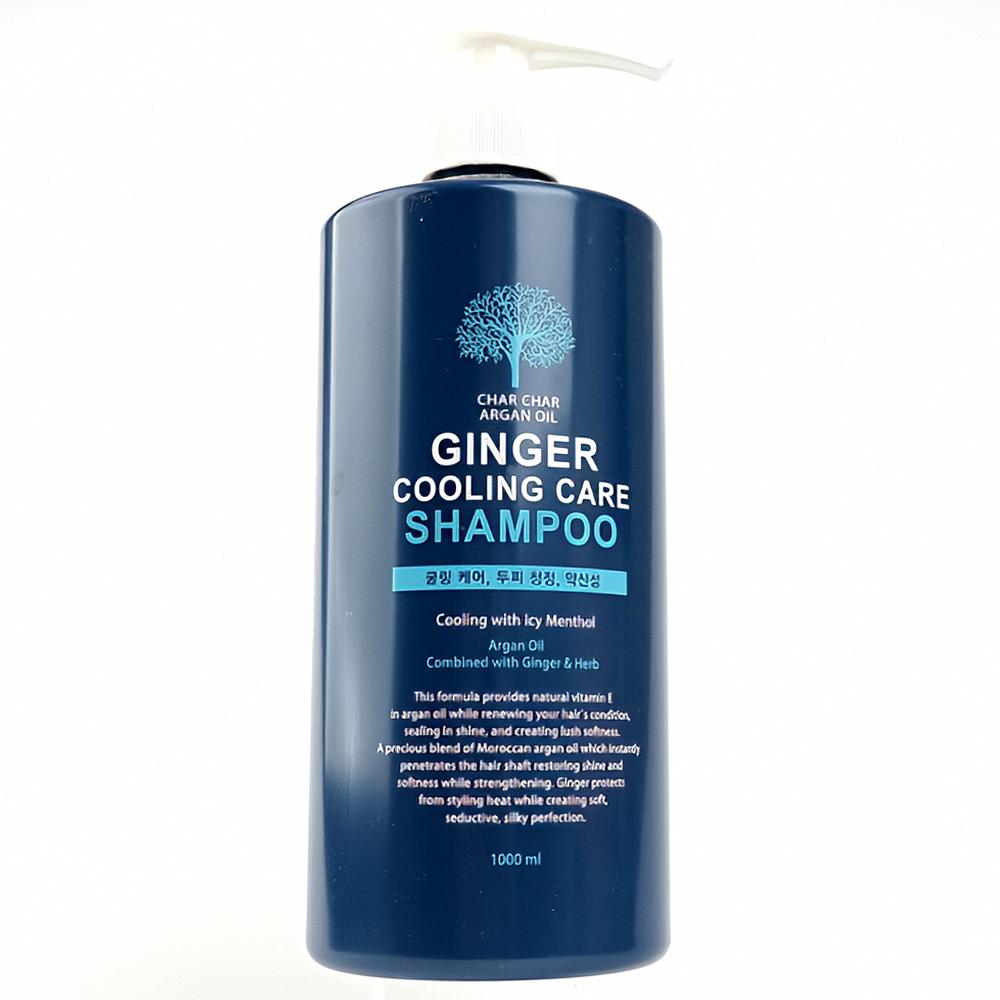 CHAR CHAR
ARGAN OIL
GINGER
COOLING CARE
SHAMPOO
쿨링 케어, 두피 청정, 약산성
Cooling with Icy Menthol
Argan Oil
Combined with Ginger & Herb
This formula provides natural vitamin E
in argan oil while renewing your hair's condition,
sealing in shine, and creating lush softness.
A precious blend of Moroccan argan oil which instantly
penetrates the hair shaft restoring shine and
softness while strengthening. Ginger protects
from styling heat while creating soft,
seductive, silky perfection.
1000 ml